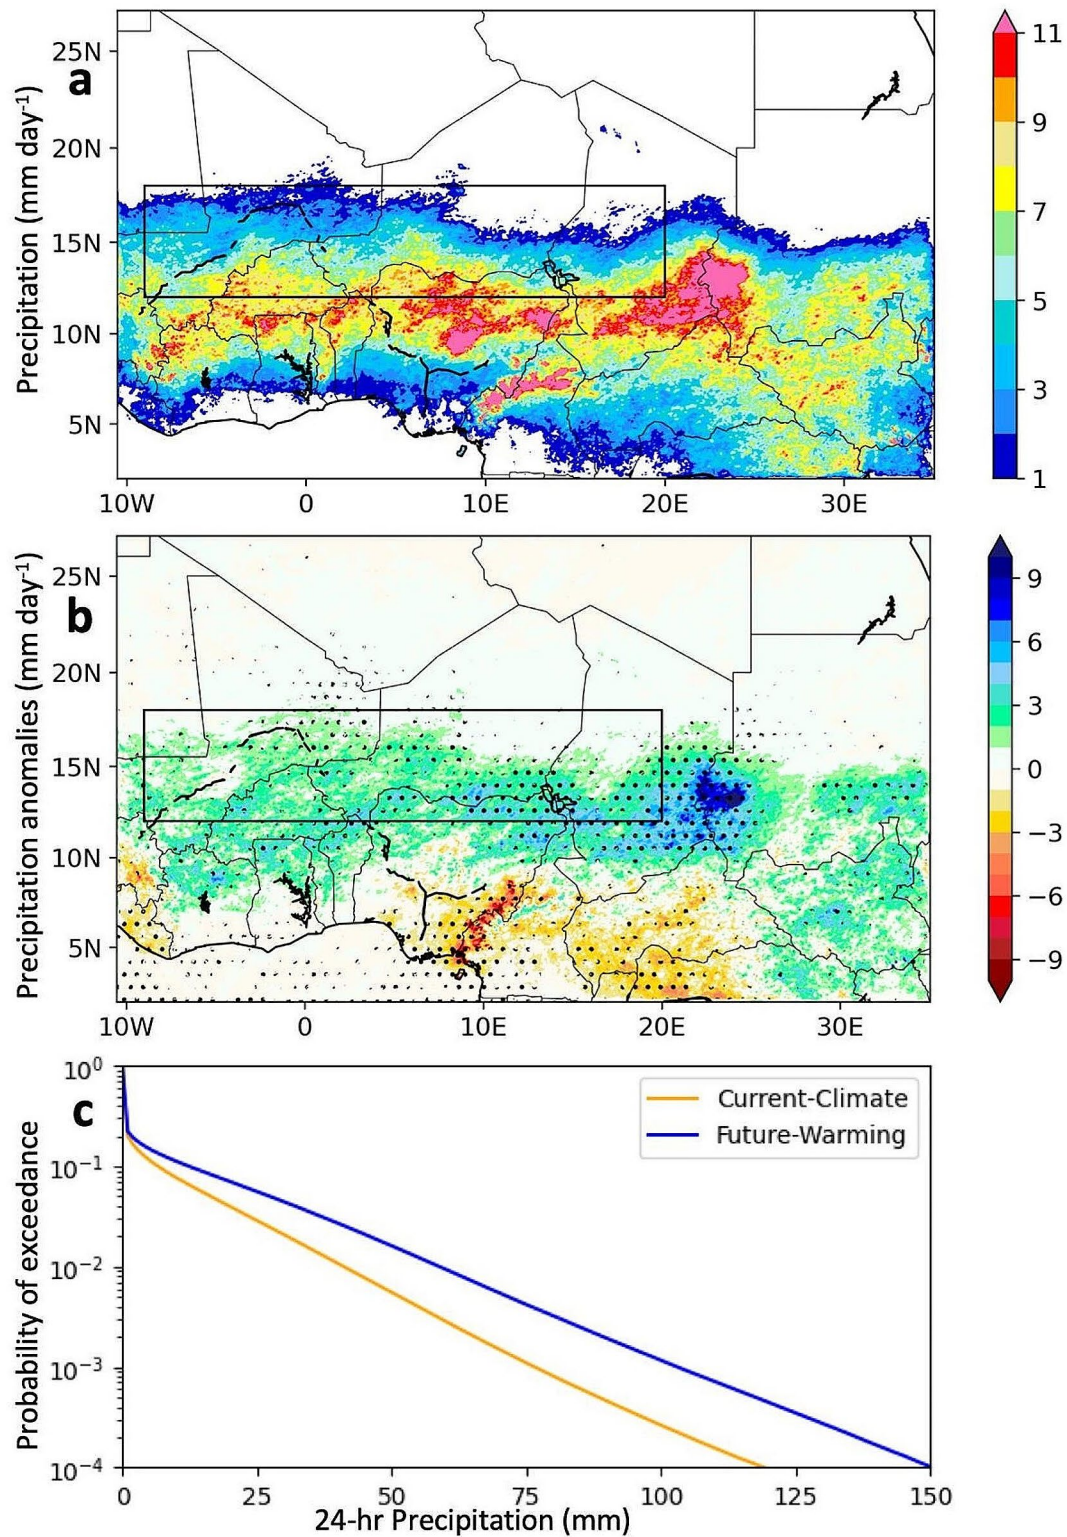 a
Precipitation (mm day-1)
25N
20N
15N
10N
5N
10W 0 10E 20E 30E
11
9
7
5
3
1
b
Precipitation anomalies (mm day-1)
25N
20N
15N
10N
5N
10W 0 10E 20E 30E
9
6
3
0
−3
−6
−9
c
Probability of exceedance
10^0
10^−1
10^−2
10^−3
10^−4
Current-Climate
Future-Warming
0 25 50 75 100 125 150
24-hr Precipitation (mm)